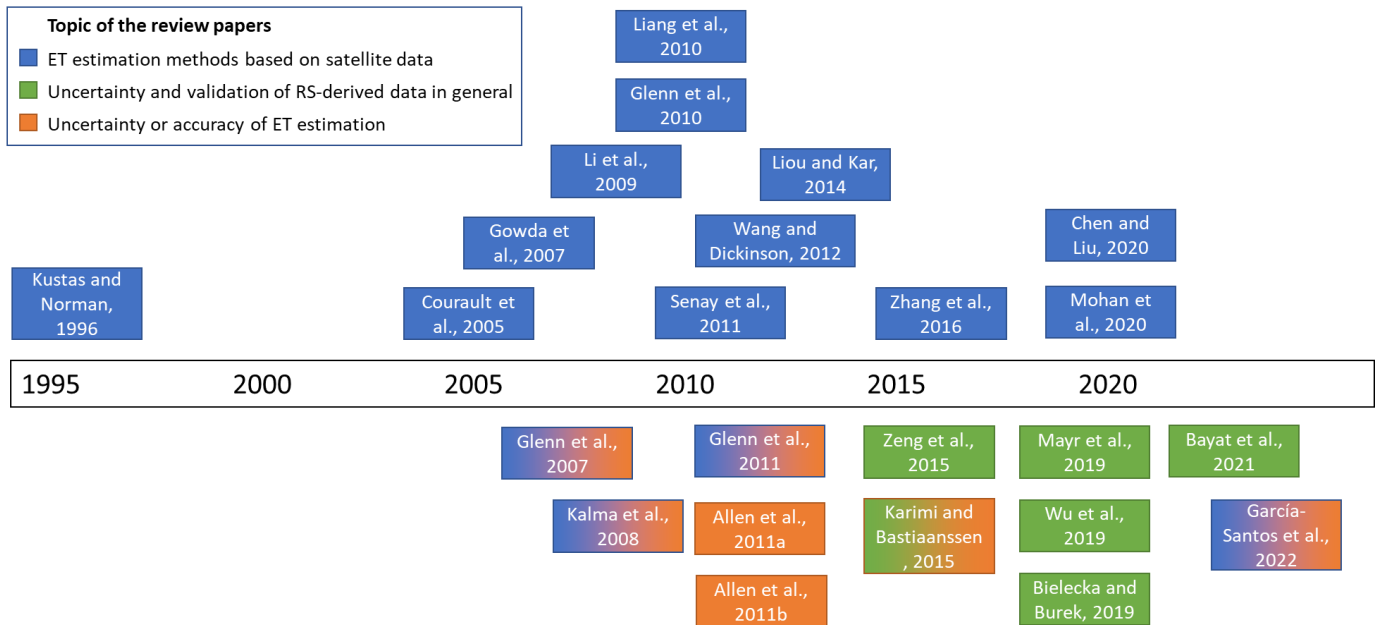 Topic of the review papers
ET estimation methods based on satellite data
Uncertainty and validation of RS-derived data in general
Uncertainty or accuracy of ET estimation
Liang et al.,
2010
Glenn et al.,
2010
Li et al.,
2009
Liou and Kar,
2014
Gowda et
al., 2007
Wang and
Dickinson, 2012
Chen and
Liu, 2020
Kustas and
Norman,
1996
Courault et
al., 2005
Senay et al.,
2011
Zhang et al.,
2016
Mohan et
al., 2020
1995 2000 2005 2010 2015 2020
Glenn et al.,
2007
Glenn et al.,
2011
Zeng et al.,
2015
Mayr et al.,
2019
Bayat et al.,
2021
Kalma et al.,
2008
Allen et al.,
2011a
Karimi and
Bastiaanssen
, 2015
Wu et al.,
2019
García-
Santos et al.,
2022
Allen et al.,
2011b
Bielecka and
Burek, 2019